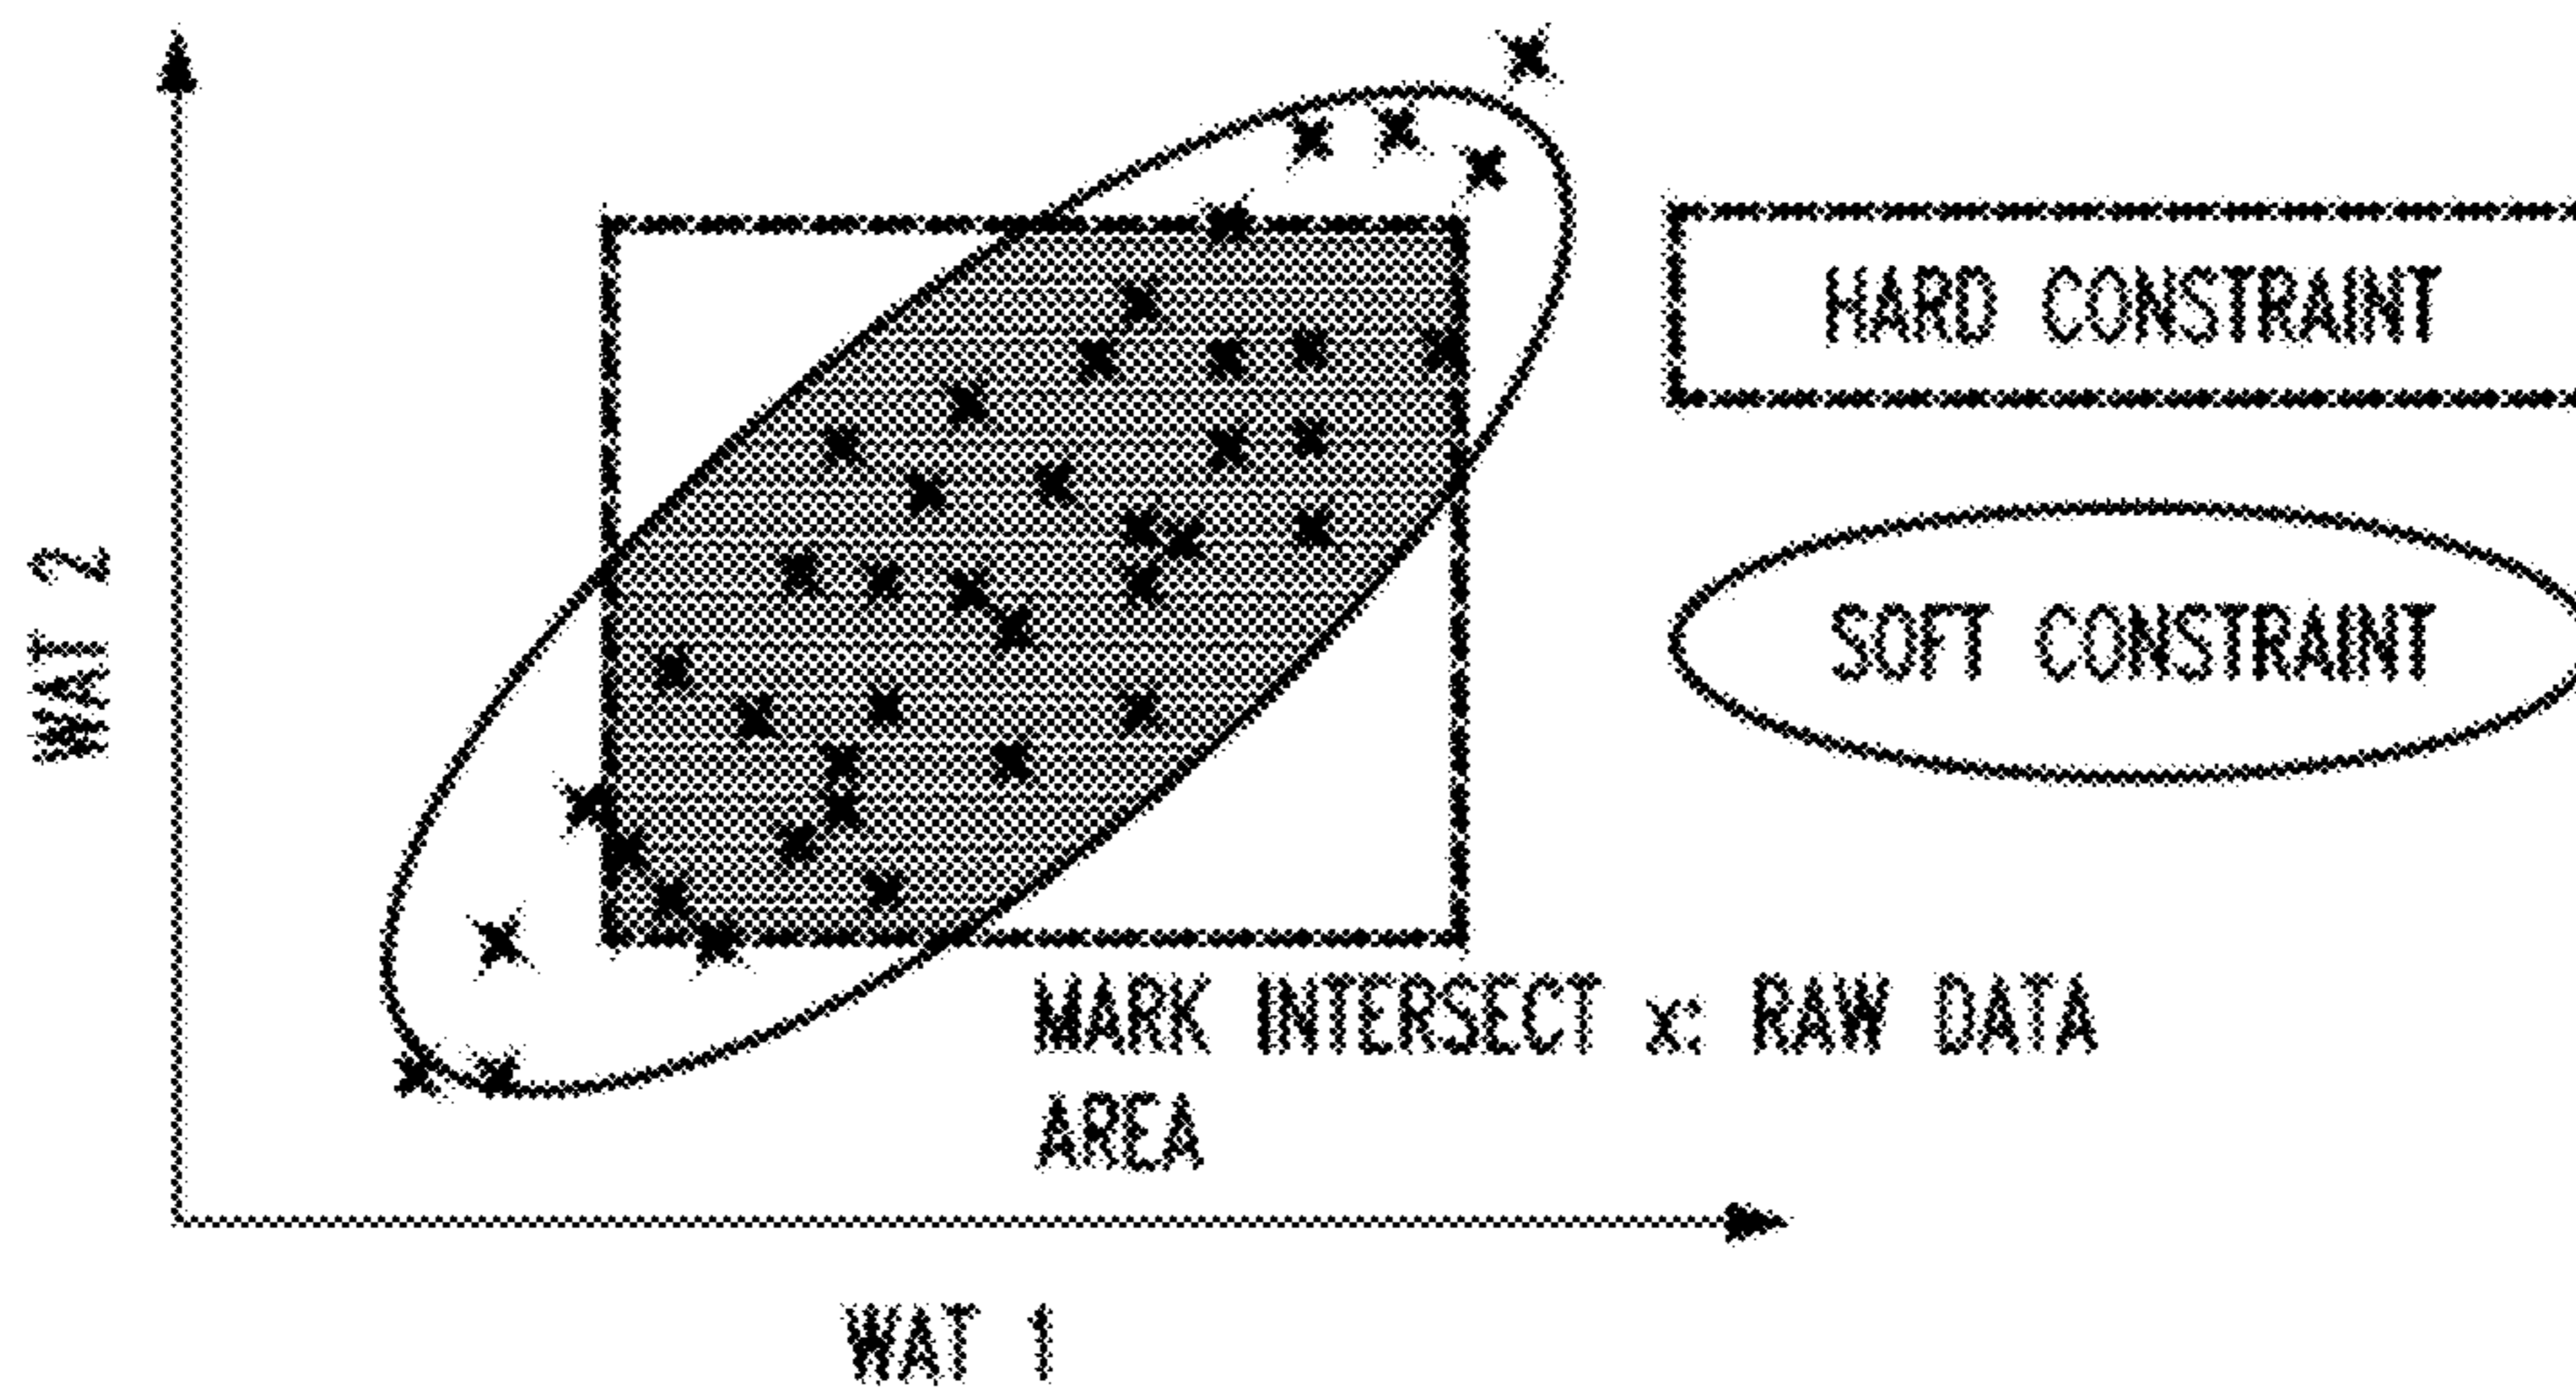 WAT 2
HARD CONSTRAINT
SOFT CONSTRAINT
MARK INTERSECT x: RAW DATA
AREA
WAT 1